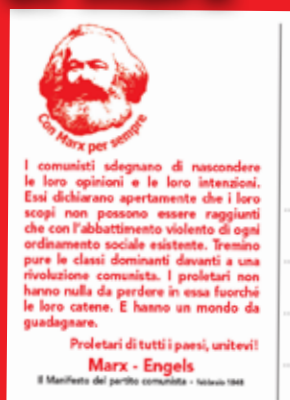 Con Marx per sempre
I comunisti sdegnano di nascondere
le loro opinioni e le loro intenzioni.
Essi dichiarano apertamente che i loro
scopi non possono essere raggiunti
che con l'abbattimento violento di ogni
ordinamento sociale esistente. Tremino
pure le classi dominanti davanti a una
rivoluzione comunista. I proletari non
hanno nulla da perdere in essa fuorché
le loro catene. E hanno un mondo da
guadagnare.
Proletari di tutti i paesi, unitevi!
Marx - Engels
Il Manifesto del partito comunista - febbraio 1848